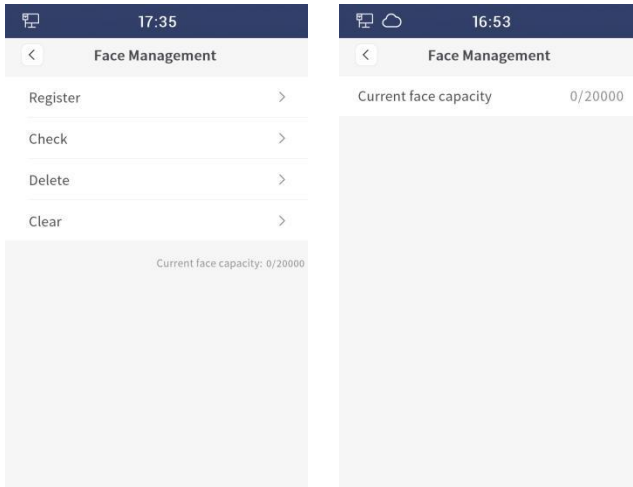 17:35
Face Management
Register
Check
Delete
Clear
Current face capacity: 0/20000
16:53
Face Management
Current face capacity 0/20000